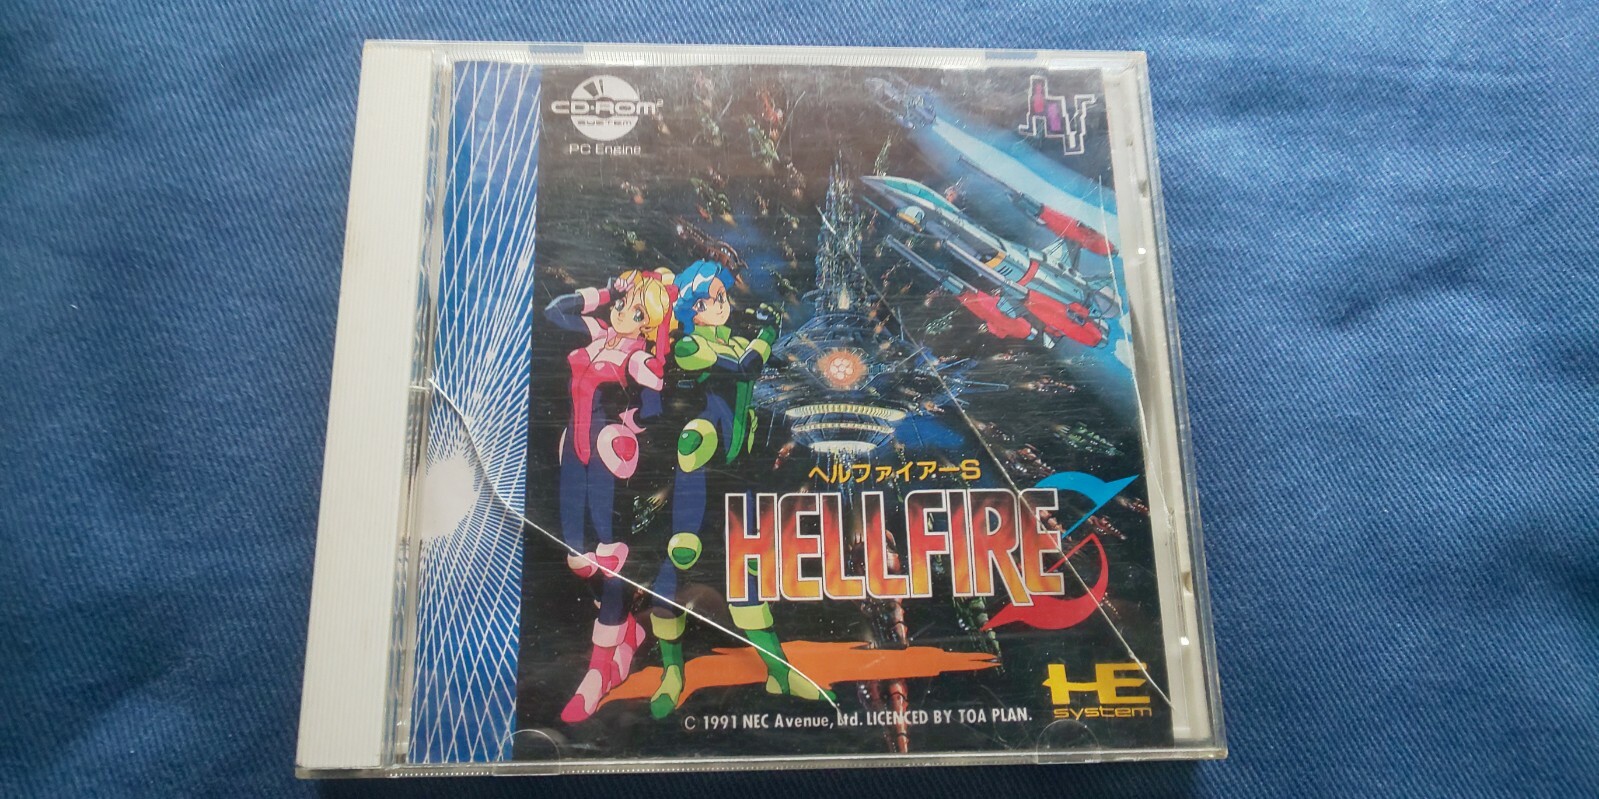 CD-ROM²
SYSTEM
PC Engine
HV
ヘルファイアーS
HELLFIRE S
C 1991 NEC Avenue, Ltd. LICENCED BY TOA PLAN.
HE
system